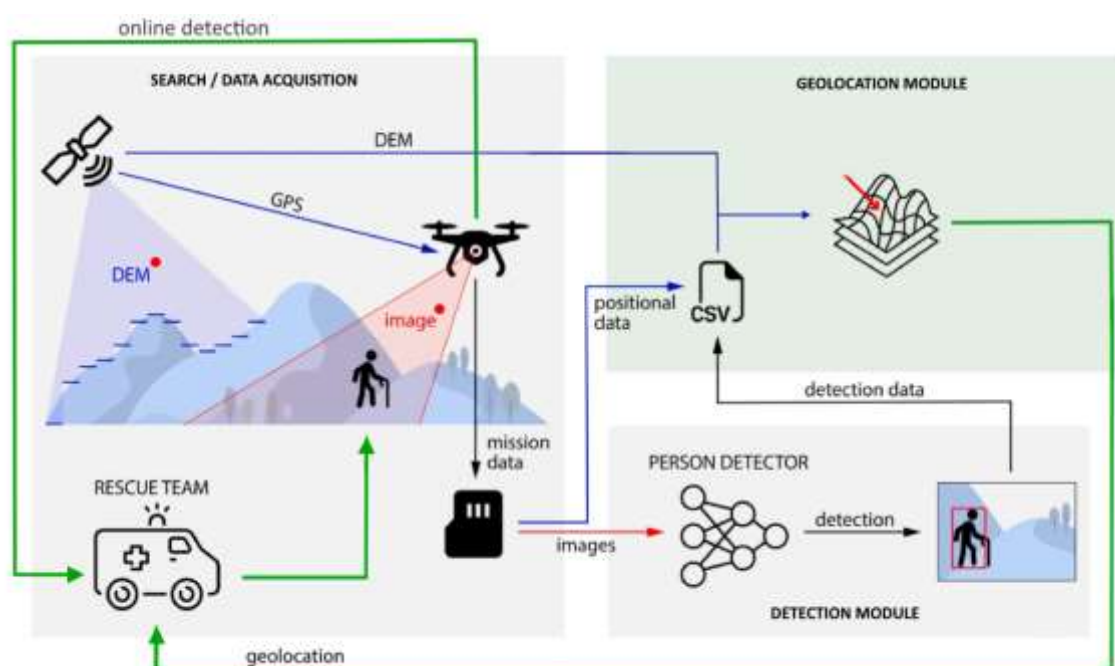 online detection
SEARCH / DATA ACQUISITION
GEOLOCATION MODULE
DEM
GPS
DEM
image
positional
data
CSV
detection data
mission
data
PERSON DETECTOR
RESCUE TEAM
images
detection
DETECTION MODULE
geolocation